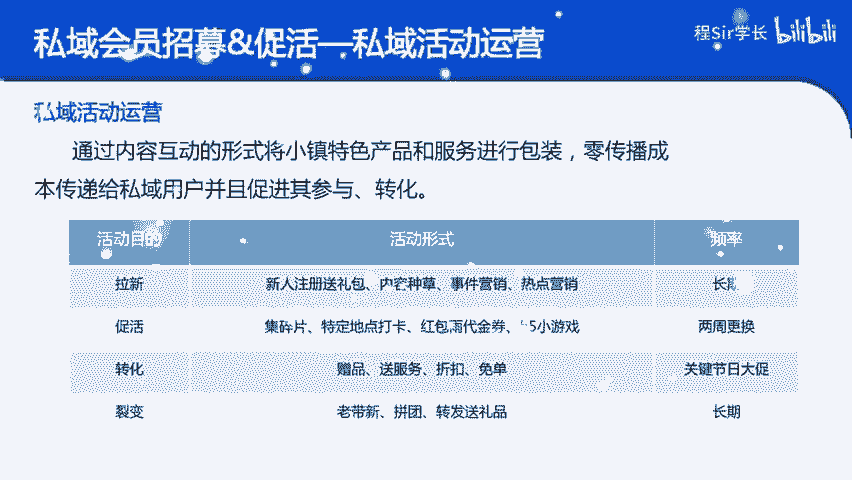 私域会员招募&促活—私域活动运营
程Sir学长 bilibili
私域活动运营
通过内容互动的形式将小镇特色产品和服务进行包装，零传播成
本传递给私域用户并且促进其参与、转化。
活动目的 活动形式 频率
拉新 新人注册送礼包、内容种草、事件营销、热点营销 长期
促活 集碎片、特定地点打卡、红包雨代金券、H5小游戏 两周更换
转化 赠品、送服务、折扣、免单 关键节日大促
裂变 老带新、拼团、转发送礼品 长期